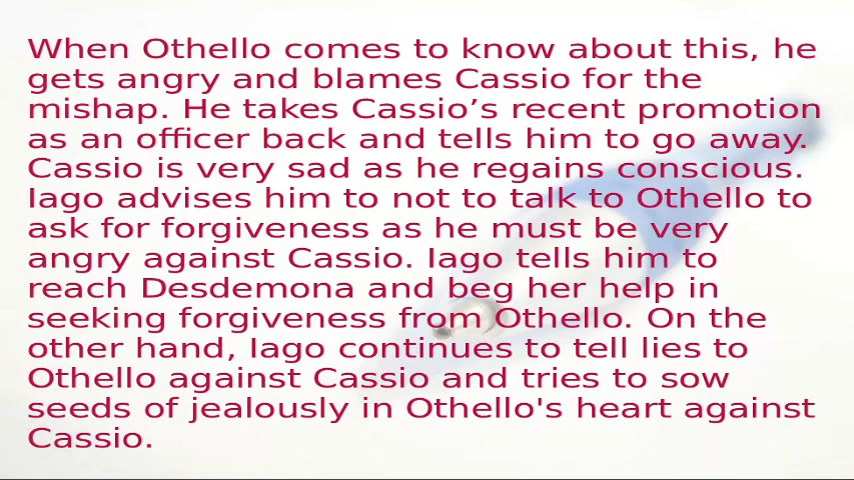 When Othello comes to know about this, he
gets angry and blames Cassio for the
mishap. He takes Cassio’s recent promotion
as an officer back and tells him to go away.
Cassio is very sad as he regains conscious.
Iago advises him to not to talk to Othello to
ask for forgiveness as he must be very
angry against Cassio. Iago tells him to
reach Desdemona and beg her help in
seeking forgiveness from Othello. On the
other hand, Iago continues to tell lies to
Othello against Cassio and tries to sow
seeds of jealously in Othello's heart against
Cassio.